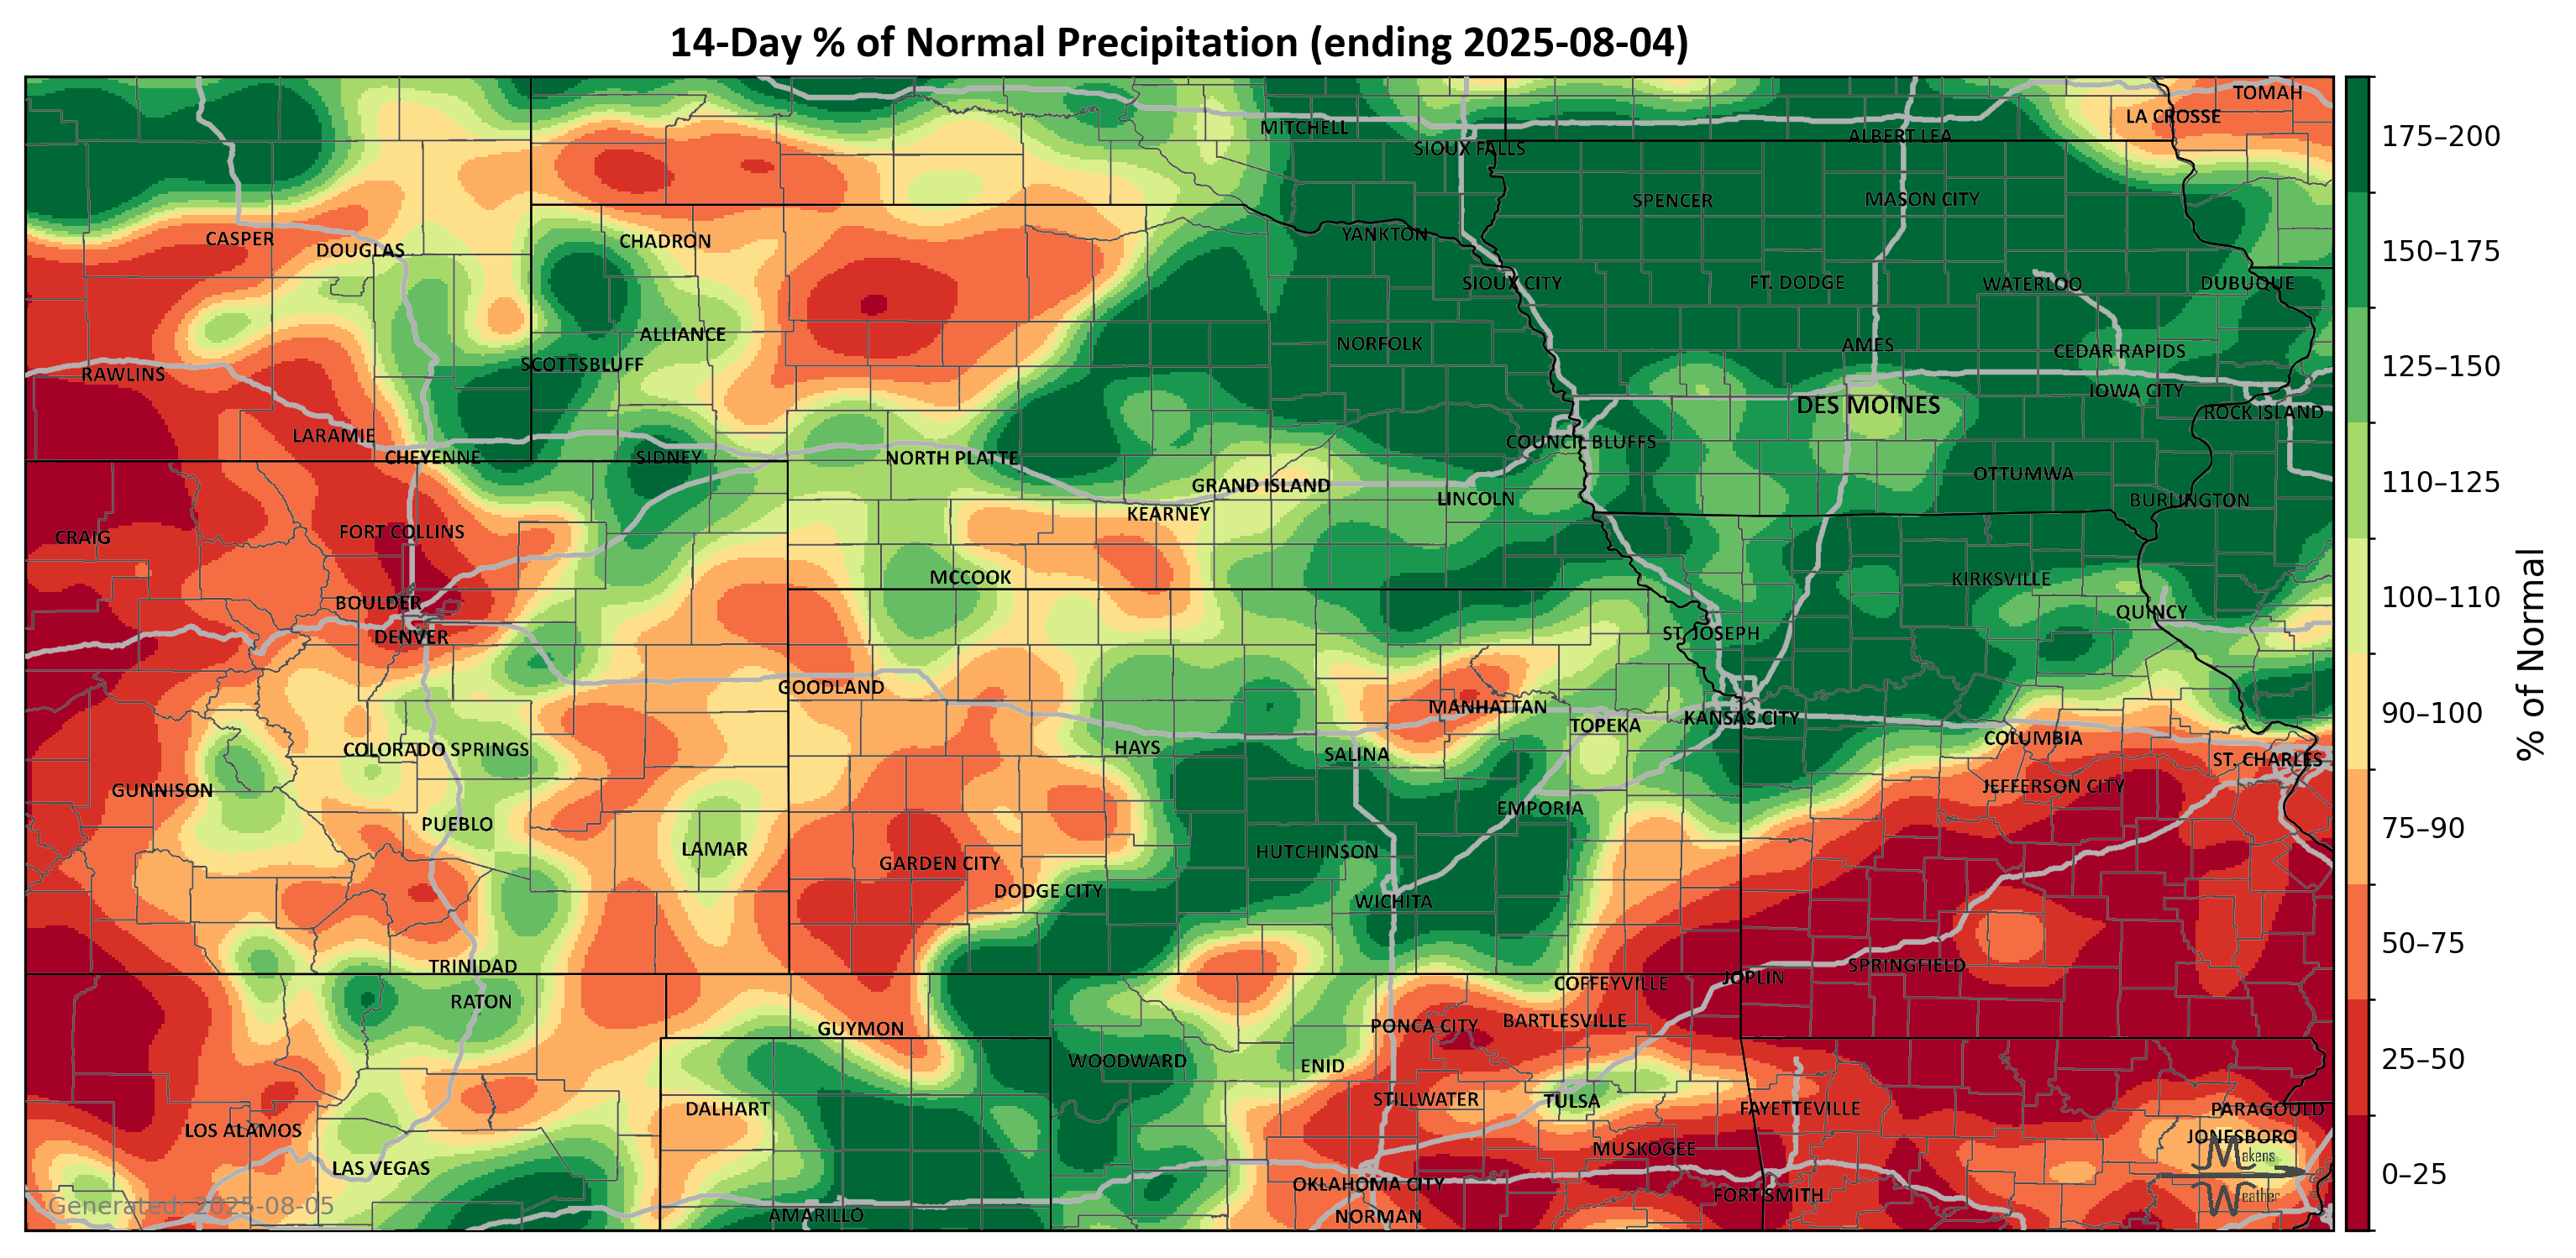 14-Day % of Normal Precipitation (ending 2025-08-04)
TOMAH
LA CROSSE
MITCHELL
ALBERT LEA
SIOUX FALLS
SPENCER
MASON CITY
YANKTON
CASPER
DOUGLAS
CHADRON
SIOUX CITY
FT. DODGE
WATERLOO
DUBUQUE
ALLIANCE
NORFOLK
AMES
CEDAR RAPIDS
SCOTTSBLUFF
RAWLINS
IOWA CITY
DES MOINES
ROCK ISLAND
LARAMIE
COUNCIL BLUFFS
CHEYENNE
SIDNEY
NORTH PLATTE
OTTUMWA
GRAND ISLAND
LINCOLN
BURLINGTON
KEARNEY
CRAIG
FORT COLLINS
MCCOOK
KIRKSVILLE
BOULDER
QUINCY
DENVER
ST. JOSEPH
GOODLAND
MANHATTAN
TOPEKA
KANSAS CITY
COLUMBIA
COLORADO SPRINGS
HAYS
SALINA
ST. CHARLES
GUNNISON
JEFFERSON CITY
EMPORIA
PUEBLO
LAMAR
HUTCHINSON
GARDEN CITY
DODGE CITY
WICHITA
TRINIDAD
SPRINGFIELD
JOPLIN
COFFEYVILLE
RATON
GUYMON
PONCA CITY
BARTLESVILLE
WOODWARD
ENID
STILLWATER
TULSA
DALHART
FAYETTEVILLE
PARAGOULD
LOS ALAMOS
JONESBORO
MUSKOGEE
Makens
LAS VEGAS
OKLAHOMA CITY
FORT SMITH
Weather
Generated: 2025-08-05
AMARILLO
NORMAN
175–200
150–175
125–150
110–125
100–110
90–100
75–90
50–75
25–50
0–25
% of Normal